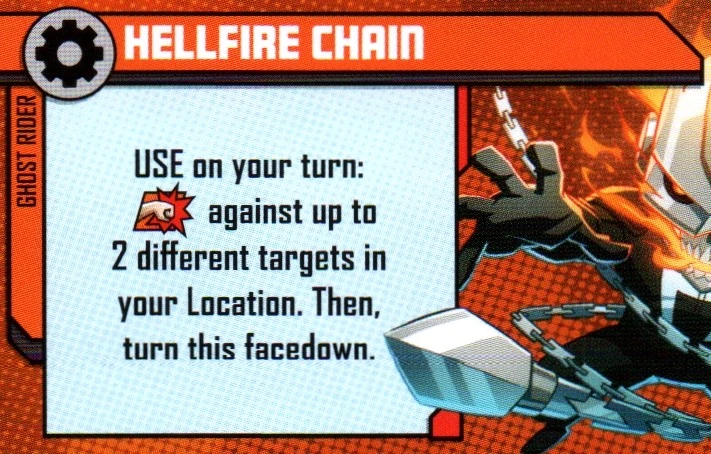 HELLFIRE CHAIN
GHOST RIDER
USE on your turn:
against up to
2 different targets in
your Location. Then,
turn this facedown.